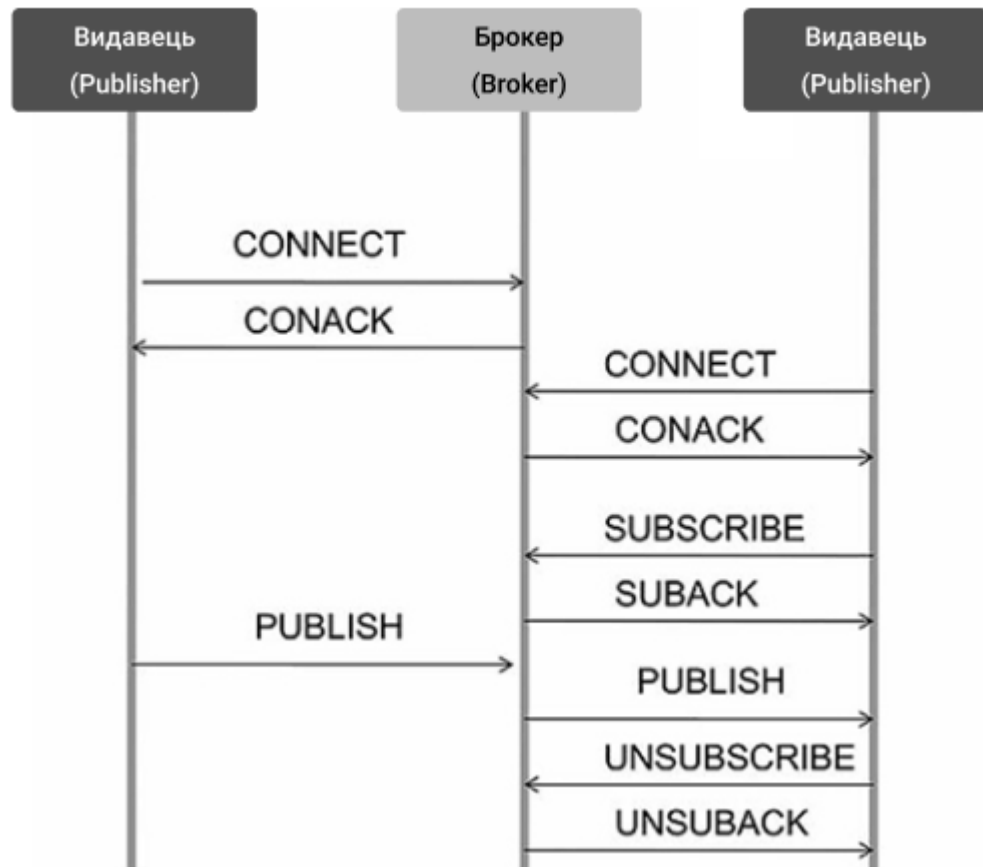 Видавець
(Publisher)
Брокер
(Broker)
Видавець
(Publisher)
CONNECT
CONACK
CONNECT
CONACK
SUBSCRIBE
SUBACK
PUBLISH
PUBLISH
UNSUBSCRIBE
UNSUBACK